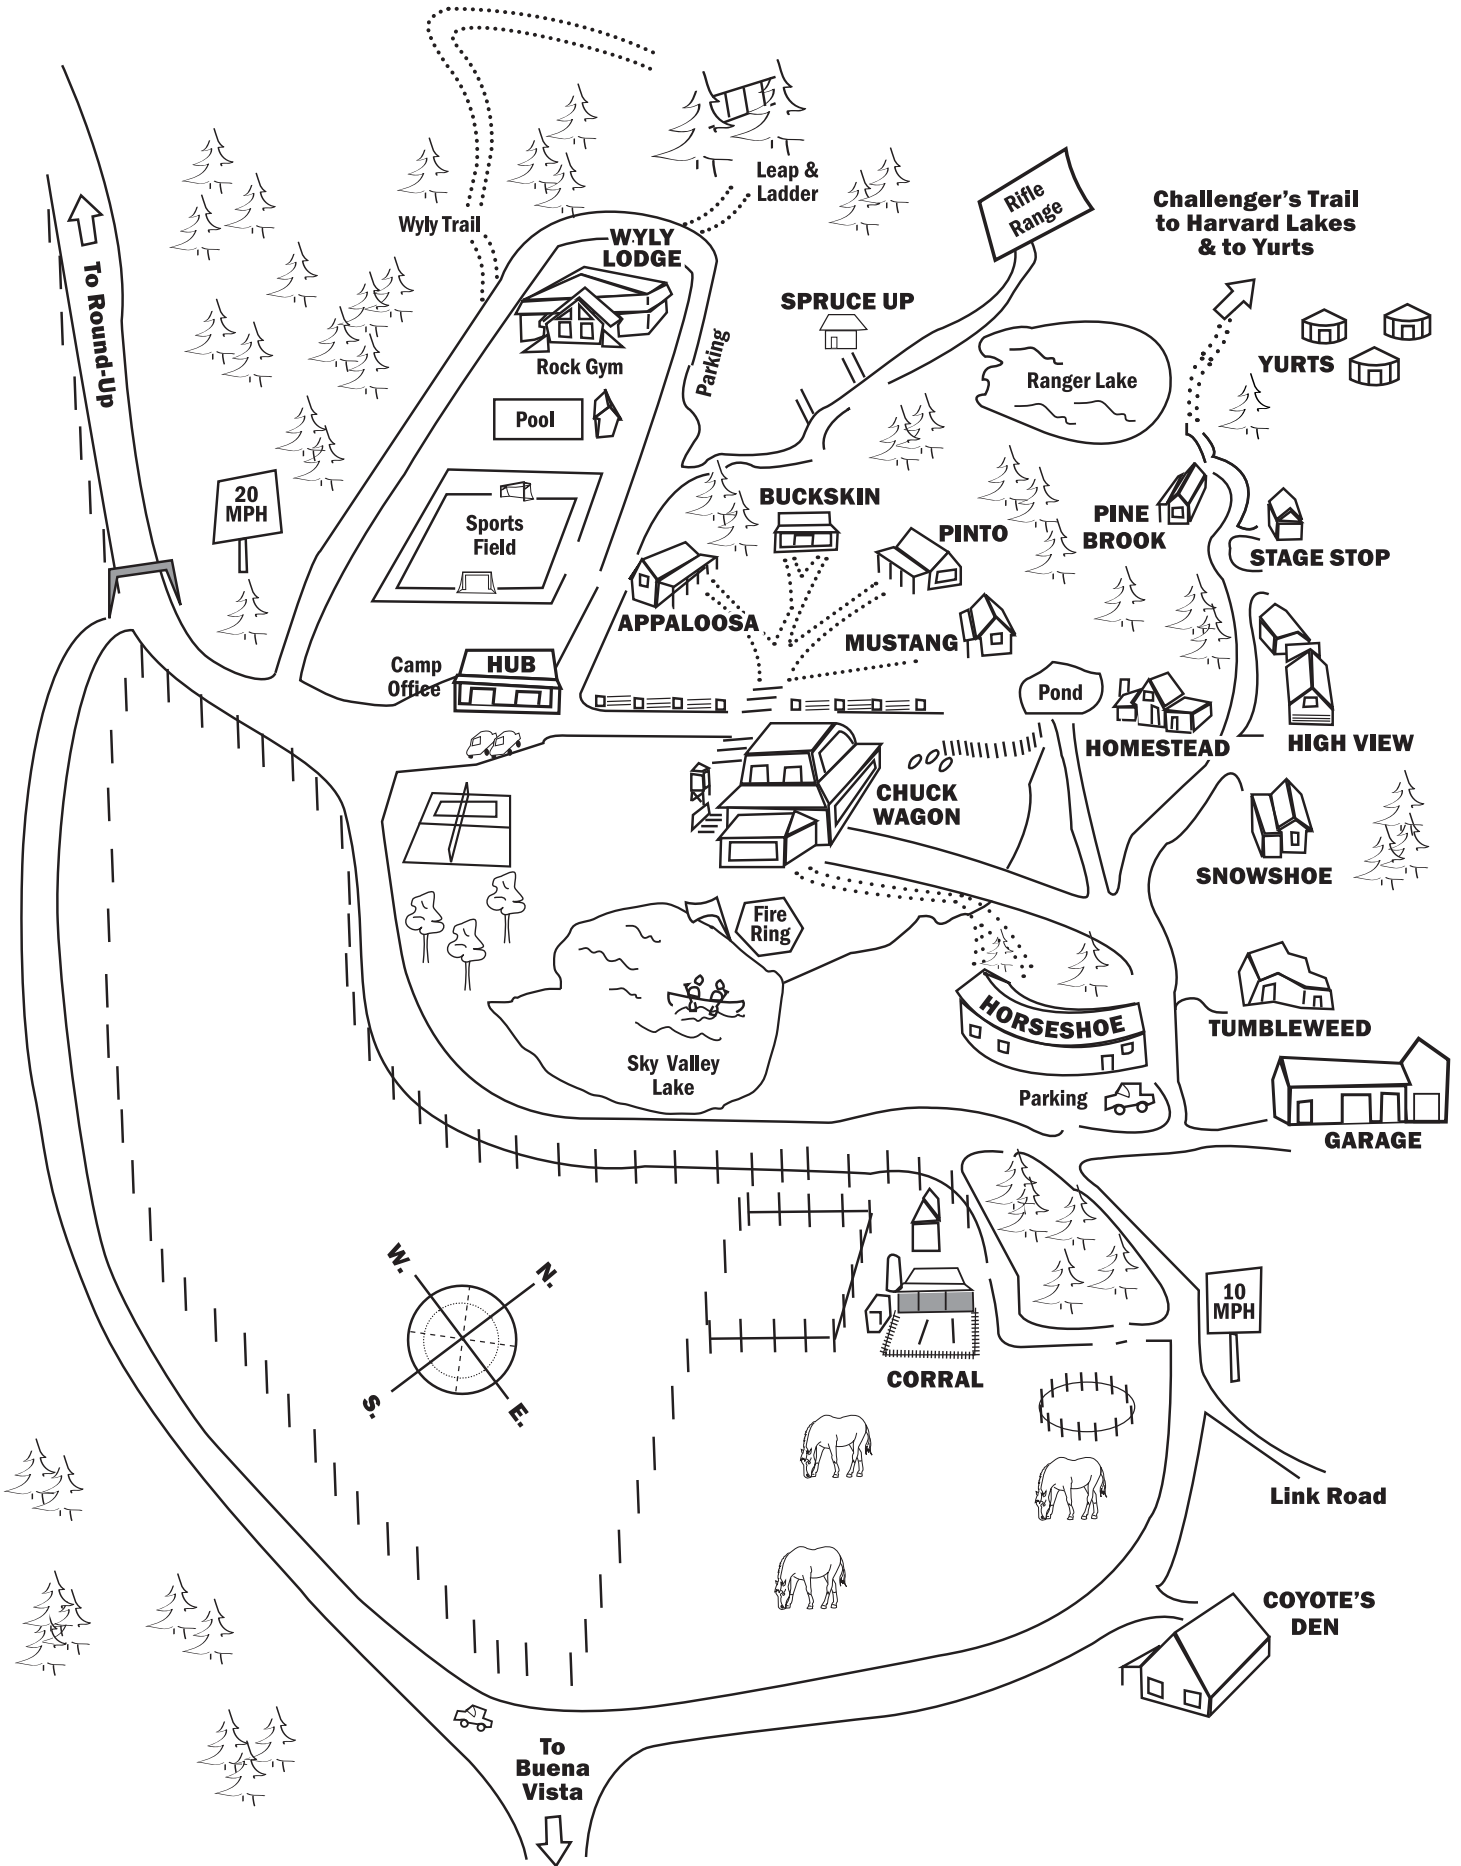 Leap &
Ladder
Rifle
Range
Challenger's Trail
to Harvard Lakes
& to Yurts
Wyly Trail
WYLY
LODGE
To Round-Up
SPRUCE UP
Rock Gym
Parking
Ranger Lake
YURTS
Pool
20
MPH
Sports
Field
BUCKSKIN
PINTO
PINE
BROOK
STAGE STOP
APPALOOSA
MUSTANG
Camp
Office
HUB
Pond
HOMESTEAD
HIGH VIEW
CHUCK
WAGON
SNOWSHOE
Fire
Ring
HORSESHOE
TUMBLEWEED
Sky Valley
Lake
Parking
GARAGE
W.
N.
S.
E.
10
MPH
CORRAL
Link Road
COYOTE'S
DEN
To
Buena
Vista